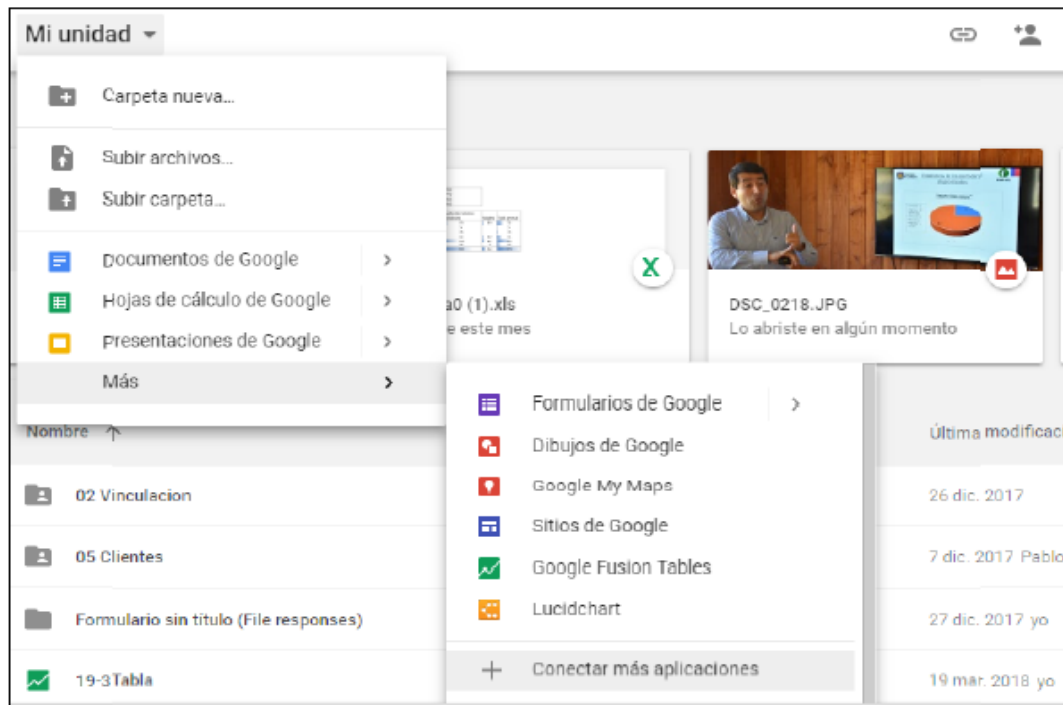 Mi unidad
Carpeta nueva...
Subir archivos...
Subir carpeta...
Documentos de Google
Hojas de cálculo de Google
Presentaciones de Google
Más
a0 (1).xls
e este mes
DSC_0218.JPG
Lo abriste en algún momento
Formularios de Google
Dibujos de Google
Google My Maps
Sitios de Google
Google Fusion Tables
Lucidchart
Conectar más aplicaciones
Nombre
Última modificaci
02 Vinculacion
26 dic. 2017
05 Clientes
7 dic. 2017 Pablo
Formulario sin título (File responses)
27 dic. 2017 yo
19-3Tabla
19 mar. 2018 yo